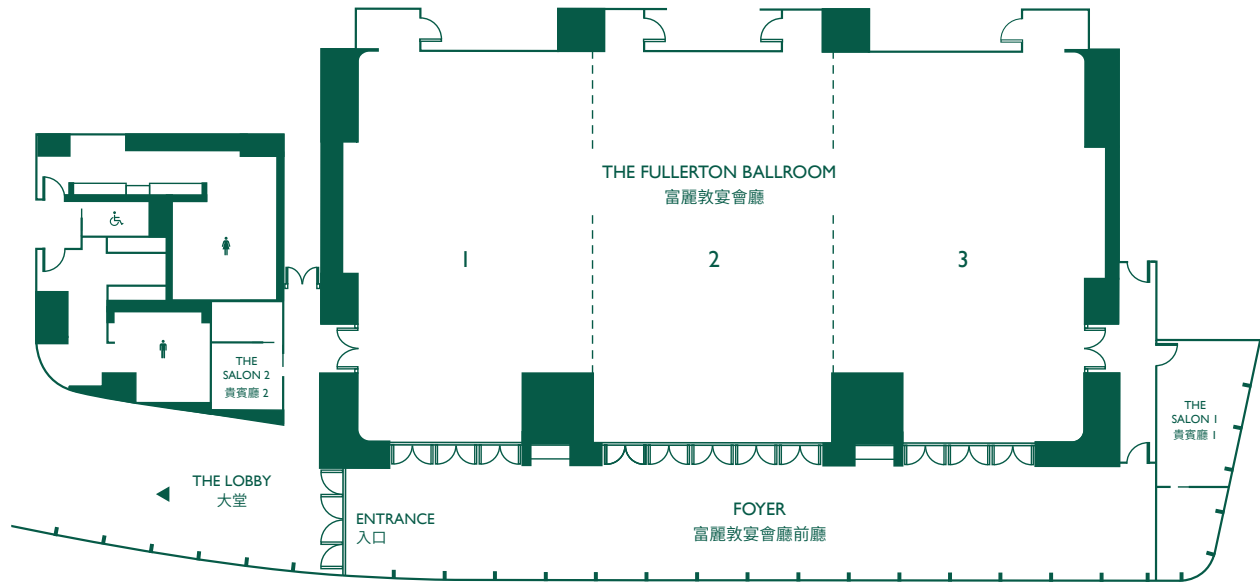 THE FULLERTON BALLROOM
富麗敦宴會廳
1
2
3
THE
SALON 2
貴賓廳 2
THE
SALON 1
貴賓廳 1
THE LOBBY
大堂
ENTRANCE
入口
FOYER
富麗敦宴會廳前廳